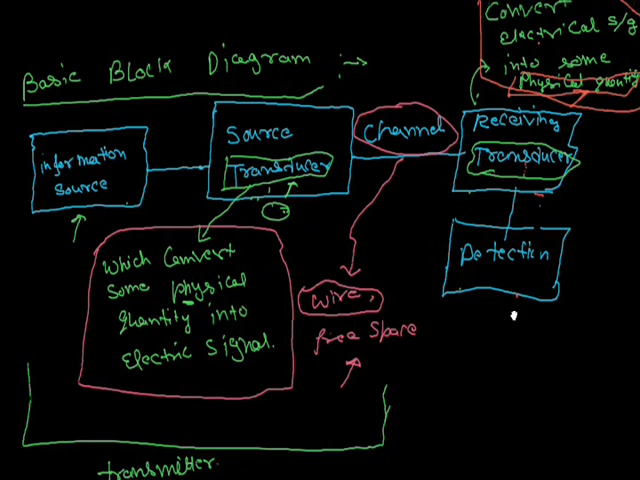 Convert
Electrical s/g
into some
Physical quantity
Basic Block Diagram :→
information
source
Source
Transducer
Channel
Receiving
Transducer
Detection
Which Convert
some physical
quantity into
Electric signal.
Wire,
free space
transmitter